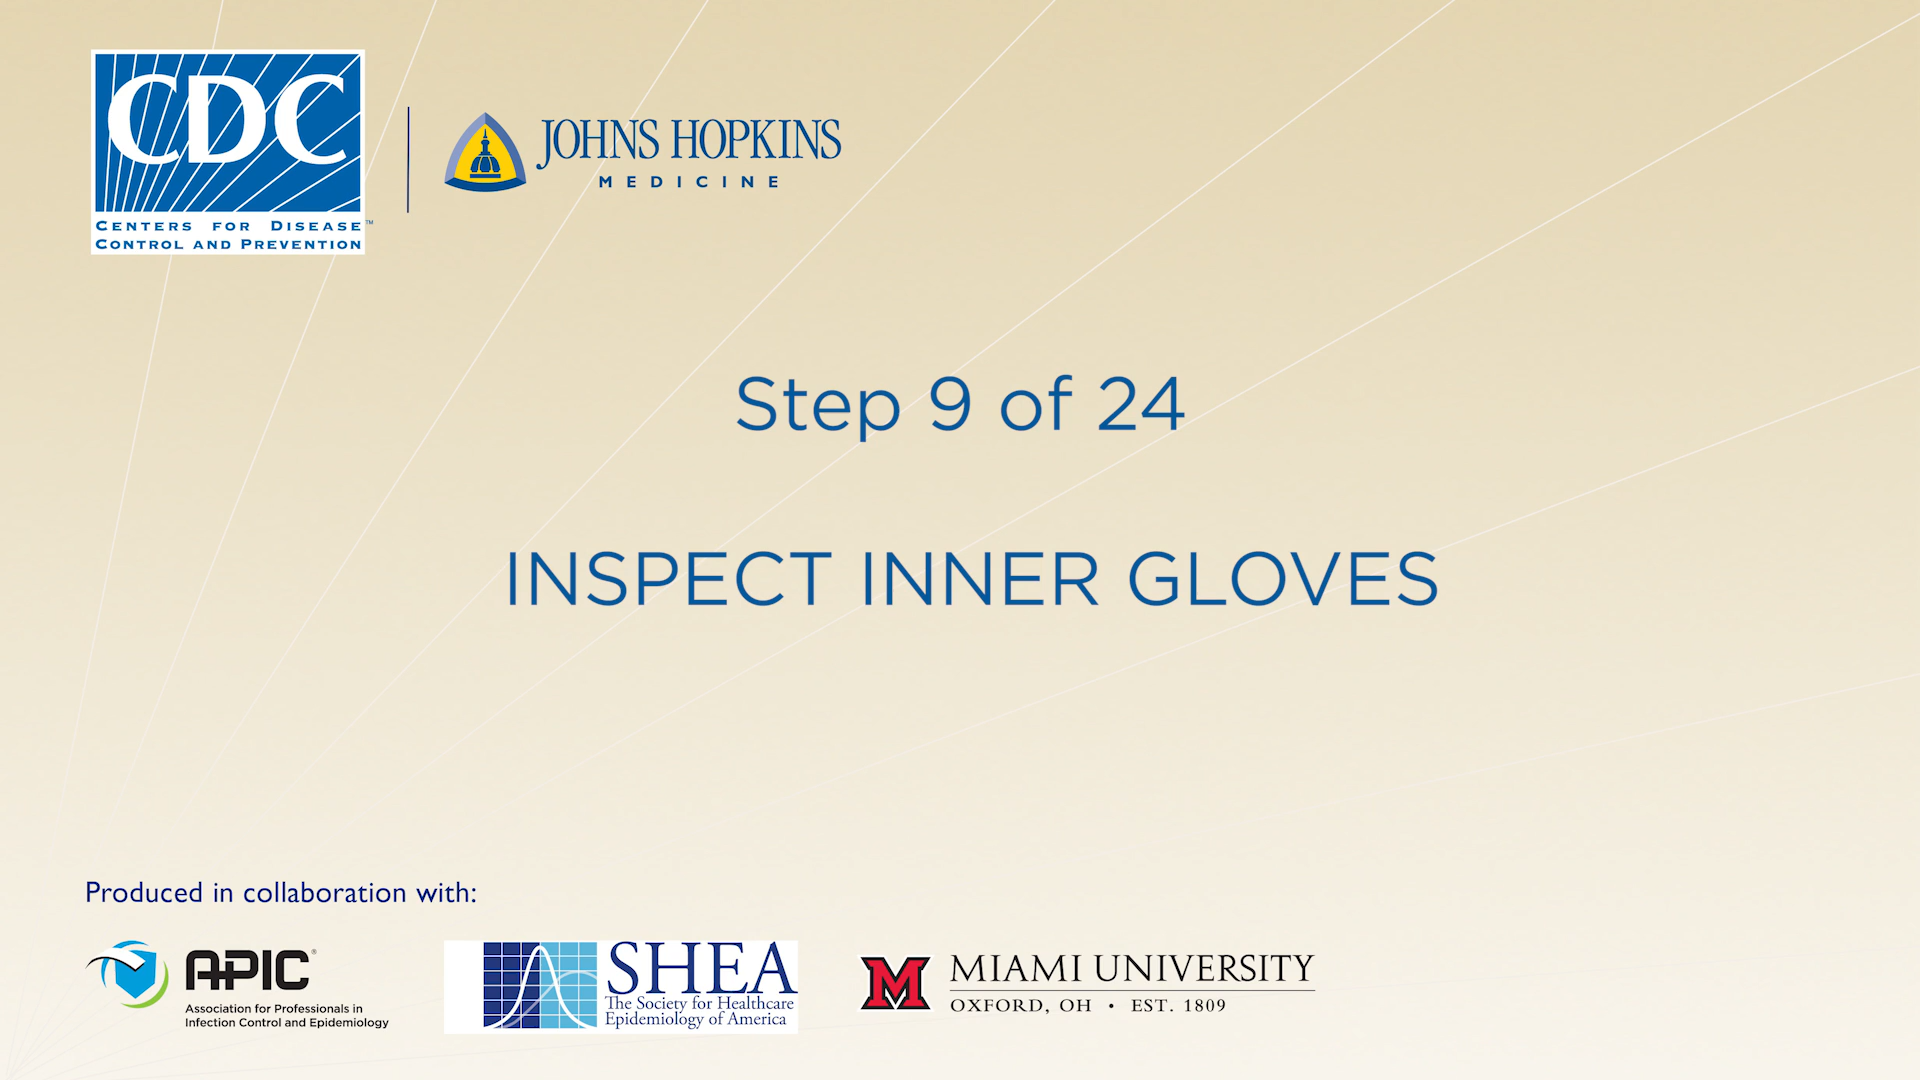 CDC
CENTERS FOR DISEASE™
CONTROL AND PREVENTION
JOHNS HOPKINS
MEDICINE
Step 9 of 24
INSPECT INNER GLOVES
Produced in collaboration with:
APIC®
Association for Professionals in
Infection Control and Epidemiology
SHEA
The Society for Healthcare
Epidemiology of America
M
MIAMI UNIVERSITY
OXFORD, OH • EST. 1809